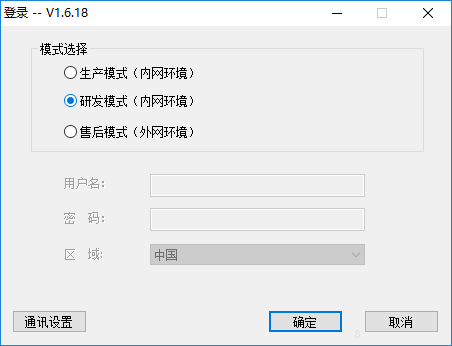 登录 -- V1.6.18
模式选择
生产模式（内网环境）
研发模式（内网环境）
售后模式（外网环境）
用户名:
密 码:
区 域:
中国
通讯设置
确定
取消